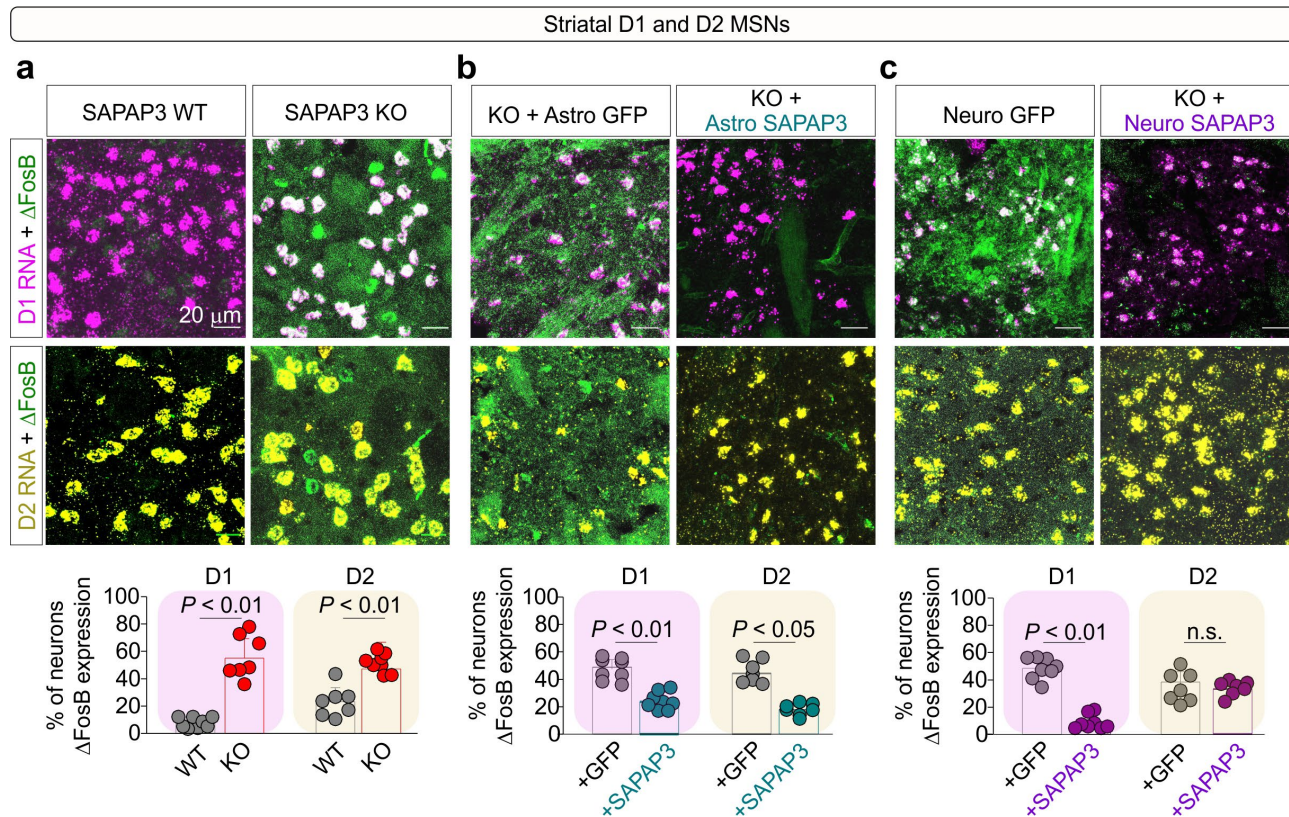 Striatal D1 and D2 MSNs
a
b
c
SAPAP3 WT
SAPAP3 KO
KO + Astro GFP
KO +
Astro SAPAP3
Neuro GFP
KO +
Neuro SAPAP3
D1 RNA + ΔFosB
20 μm
D2 RNA + ΔFosB
% of neurons
ΔFosB expression
100
80
60
40
20
0
D1
D2
P < 0.01
P < 0.01
WT
KO
WT
KO
% of neurons
ΔFosB expression
100
80
60
40
20
0
D1
D2
P < 0.01
P < 0.05
+GFP
+SAPAP3
+GFP
+SAPAP3
% of neurons
ΔFosB expression
100
80
60
40
20
0
D1
D2
P < 0.01
n.s.
+GFP
+SAPAP3
+GFP
+SAPAP3